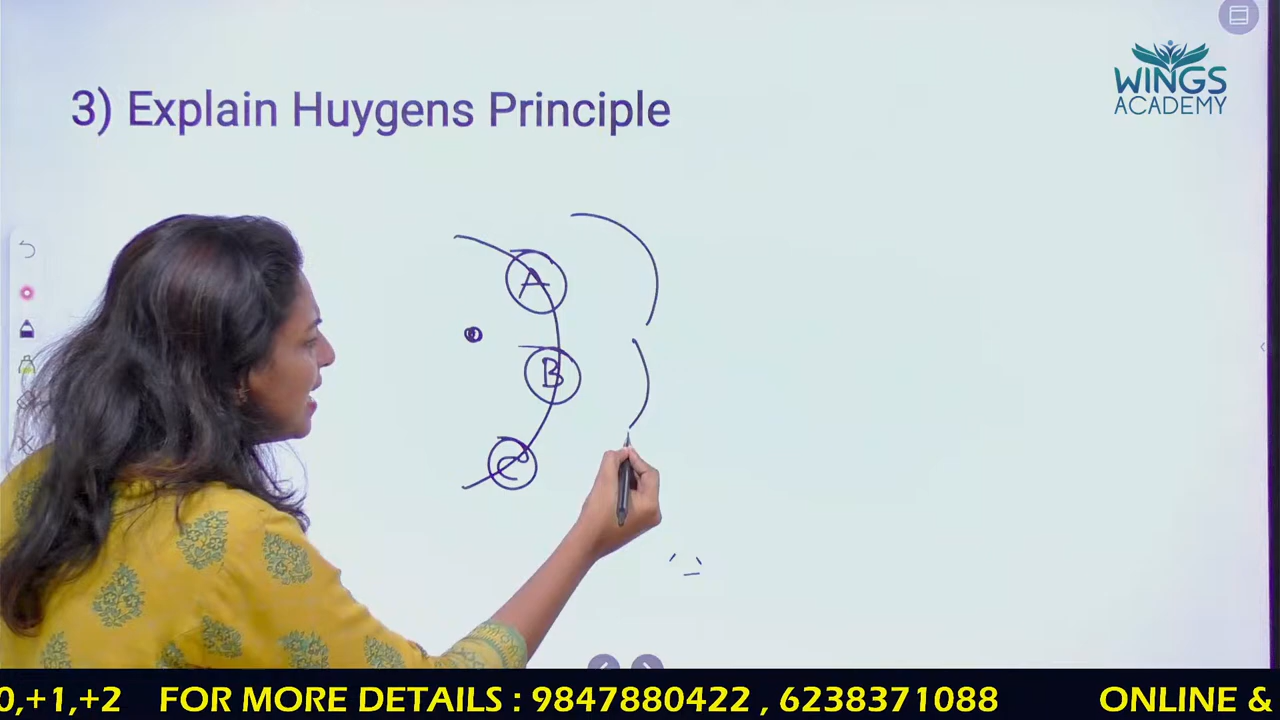 3) Explain Huygens Principle
WINGS
ACADEMY
A
B
C
0,+1,+2 FOR MORE DETAILS : 9847880422 , 6238371088 ONLINE &